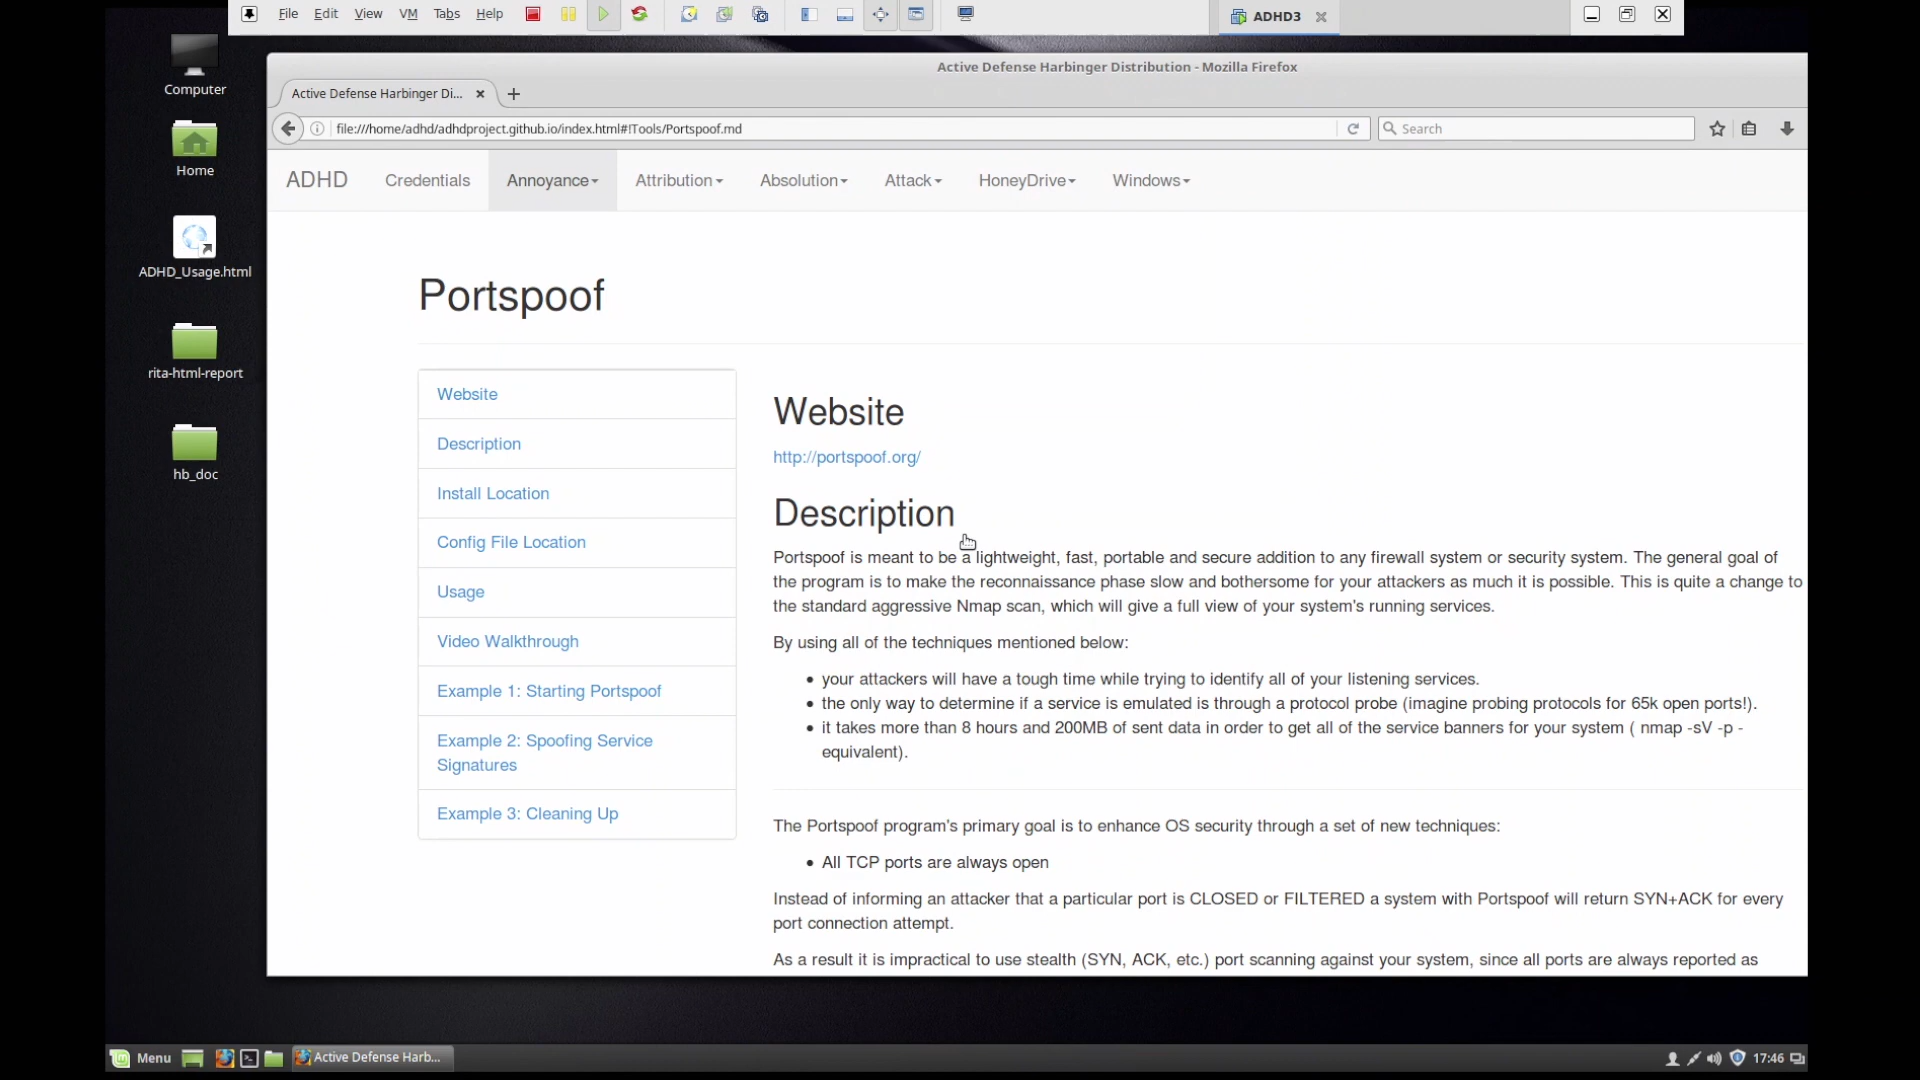 File Edit View VM Tabs Help ADHD3
Computer
Home
ADHD_Usage.html
rita-html-report
hb_doc
Active Defense Harbinger Distribution - Mozilla Firefox
Active Defense Harbinger Di...
file:///home/adhd/adhdproject.github.io/index.html#!Tools/Portspoof.md
Search
ADHD Credentials Annoyance Attribution Absolution Attack HoneyDrive Windows
Portspoof
Website
Description
Install Location
Config File Location
Usage
Video Walkthrough
Example 1: Starting Portspoof
Example 2: Spoofing Service
Signatures
Example 3: Cleaning Up
Website
http://portspoof.org/
Description
Portspoof is meant to be a lightweight, fast, portable and secure addition to any firewall system or security system. The general goal of
the program is to make the reconnaissance phase slow and bothersome for your attackers as much it is possible. This is quite a change to
the standard aggressive Nmap scan, which will give a full view of your system's running services.
By using all of the techniques mentioned below:
• your attackers will have a tough time while trying to identify all of your listening services.
• the only way to determine if a service is emulated is through a protocol probe (imagine probing protocols for 65k open ports!).
• it takes more than 8 hours and 200MB of sent data in order to get all of the service banners for your system ( nmap -sV -p -
equivalent).
The Portspoof program's primary goal is to enhance OS security through a set of new techniques:
• All TCP ports are always open
Instead of informing an attacker that a particular port is CLOSED or FILTERED a system with Portspoof will return SYN+ACK for every
port connection attempt.
As a result it is impractical to use stealth (SYN, ACK, etc.) port scanning against your system, since all ports are always reported as
Menu
Active Defense Harb...
17:46